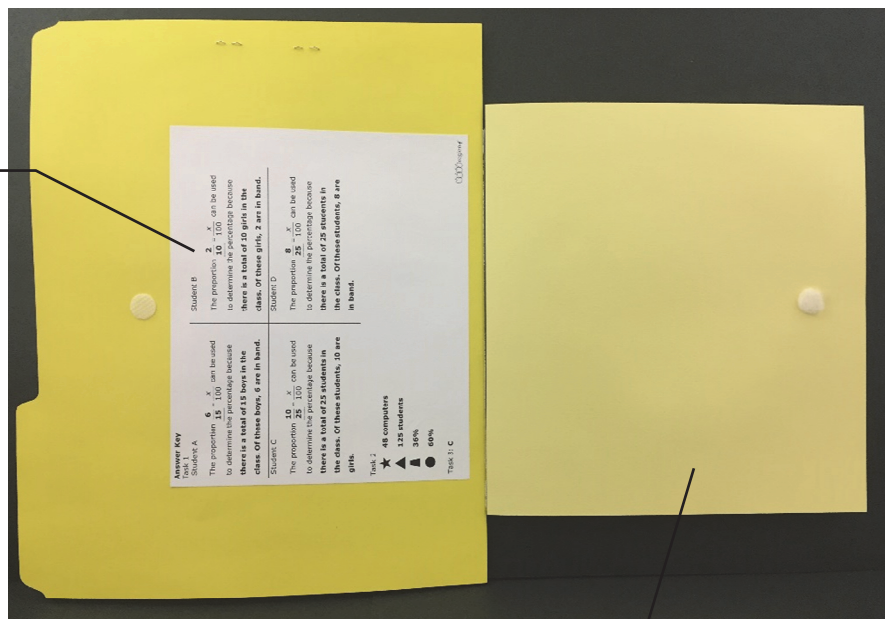 Answer Key
Task 1
Student A
The proportion 6/15 = x/100 can be used
to determine the percentage because
there is a total of 15 boys in the
class. Of these boys, 6 are in band.
Student B
The proportion 2/10 = x/100 can be used
to determine the percentage because
there is a total of 10 girls in the
class. Of these girls, 2 are in band.
Student C
The proportion 10/25 = x/100 can be used
to determine the percentage because
there is a total of 25 students in
the class. Of these students, 10 are
girls.
Student D
The proportion 8/25 = x/100 can be used
to determine the percentage because
there is a total of 25 students in
the class. Of these students, 8 are
in band.
Task 2
★ 48 computers
▲ 125 students
36%
● 60%
Task 3: C